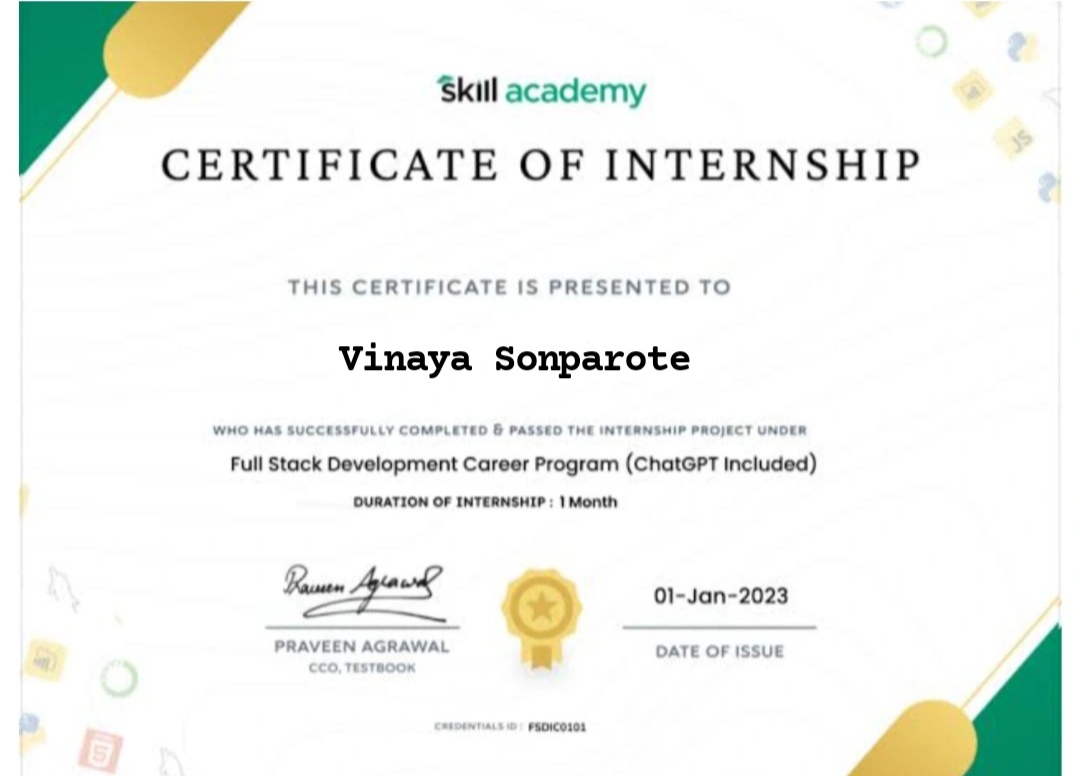 skill academy
CERTIFICATE OF INTERNSHIP
THIS CERTIFICATE IS PRESENTED TO
Vinaya Sonparote
WHO HAS SUCCESSFULLY COMPLETED & PASSED THE INTERNSHIP PROJECT UNDER
Full Stack Development Career Program (ChatGPT Included)
DURATION OF INTERNSHIP : 1 Month
Praveen Agrawal
01-Jan-2023
PRAVEEN AGRAWAL
DATE OF ISSUE
CCO, TESTBOOK
CREDENTIALS ID : FSDIC0101
JS